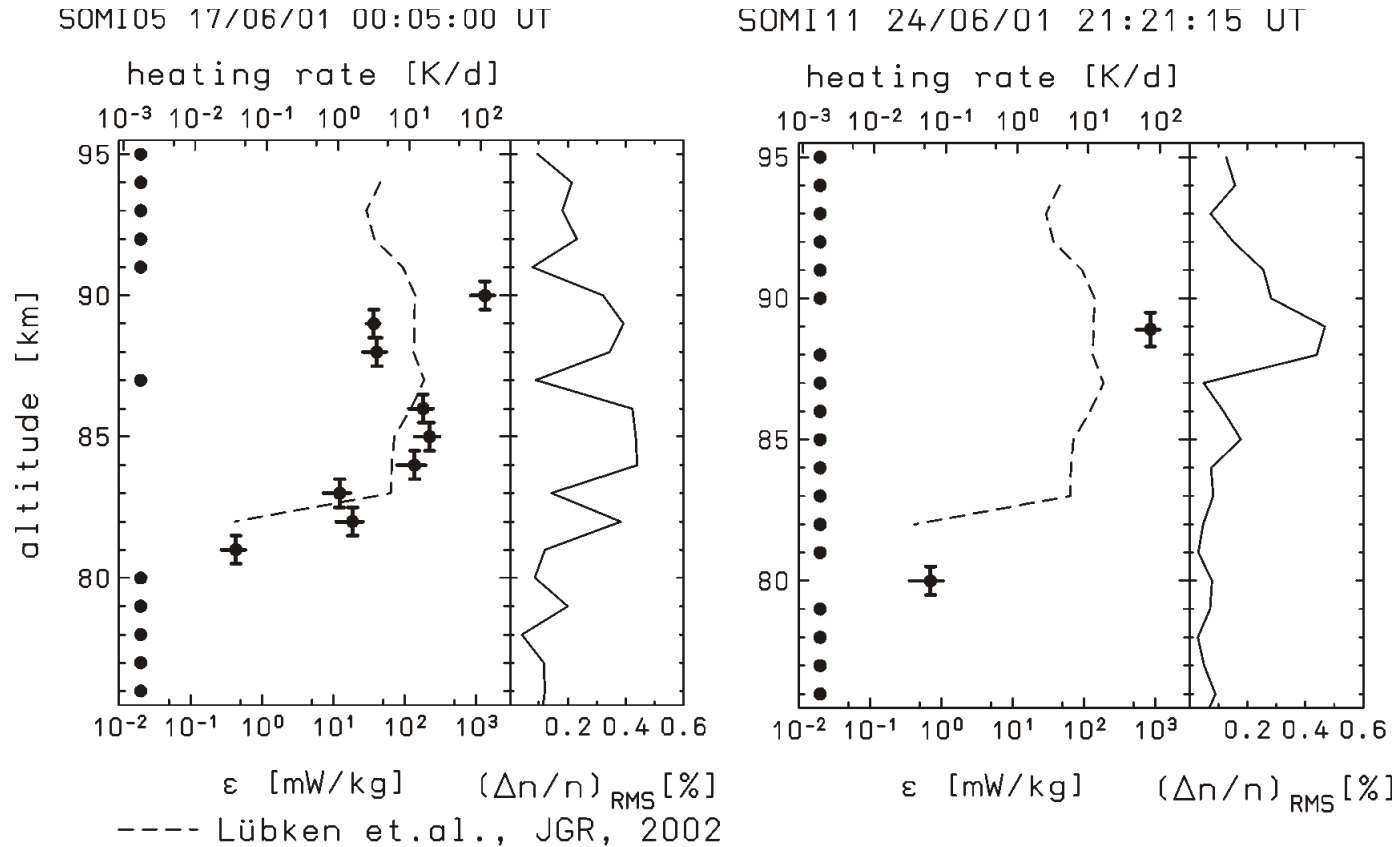 SOMI05 17/06/01 00:05:00 UT
heating rate [K/d]
10⁻³ 10⁻² 10⁻¹ 10⁰ 10¹ 10²
95
90
85
80
altitude [km]
10⁻² 10⁻¹ 10⁰ 10¹ 10² 10³ 0.2 0.4 0.6
ε [mW/kg] (Δn/n)RMS[%]
---- Lübken et.al., JGR, 2002
SOMI11 24/06/01 21:21:15 UT
heating rate [K/d]
10⁻³ 10⁻² 10⁻¹ 10⁰ 10¹ 10²
95
90
85
80
10⁻² 10⁻¹ 10⁰ 10¹ 10² 10³ 0.2 0.4 0.6
ε [mW/kg] (Δn/n)RMS[%]